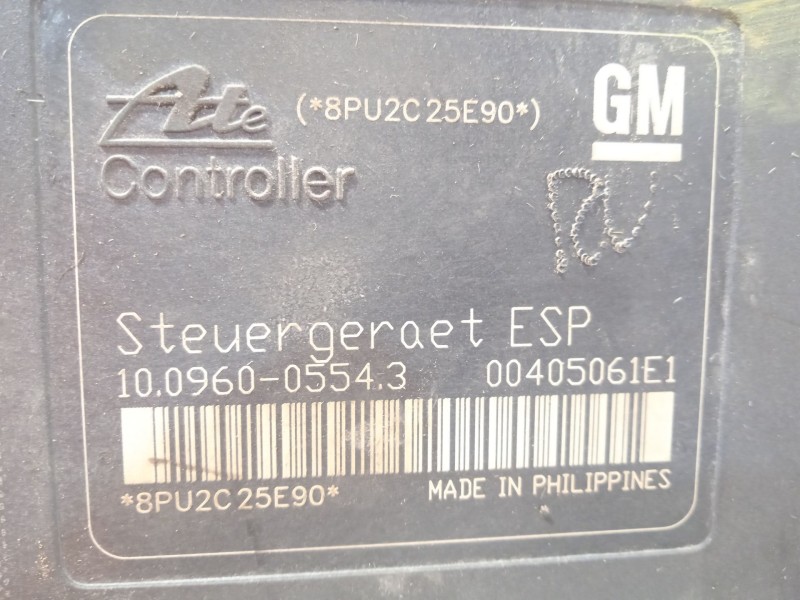 Ate (*8PU2C25E90*) GM
Controller
Steuergeraet ESP
10.0960-0554.3 00405061E1
*8PU2C25E90* MADE IN PHILIPPINES